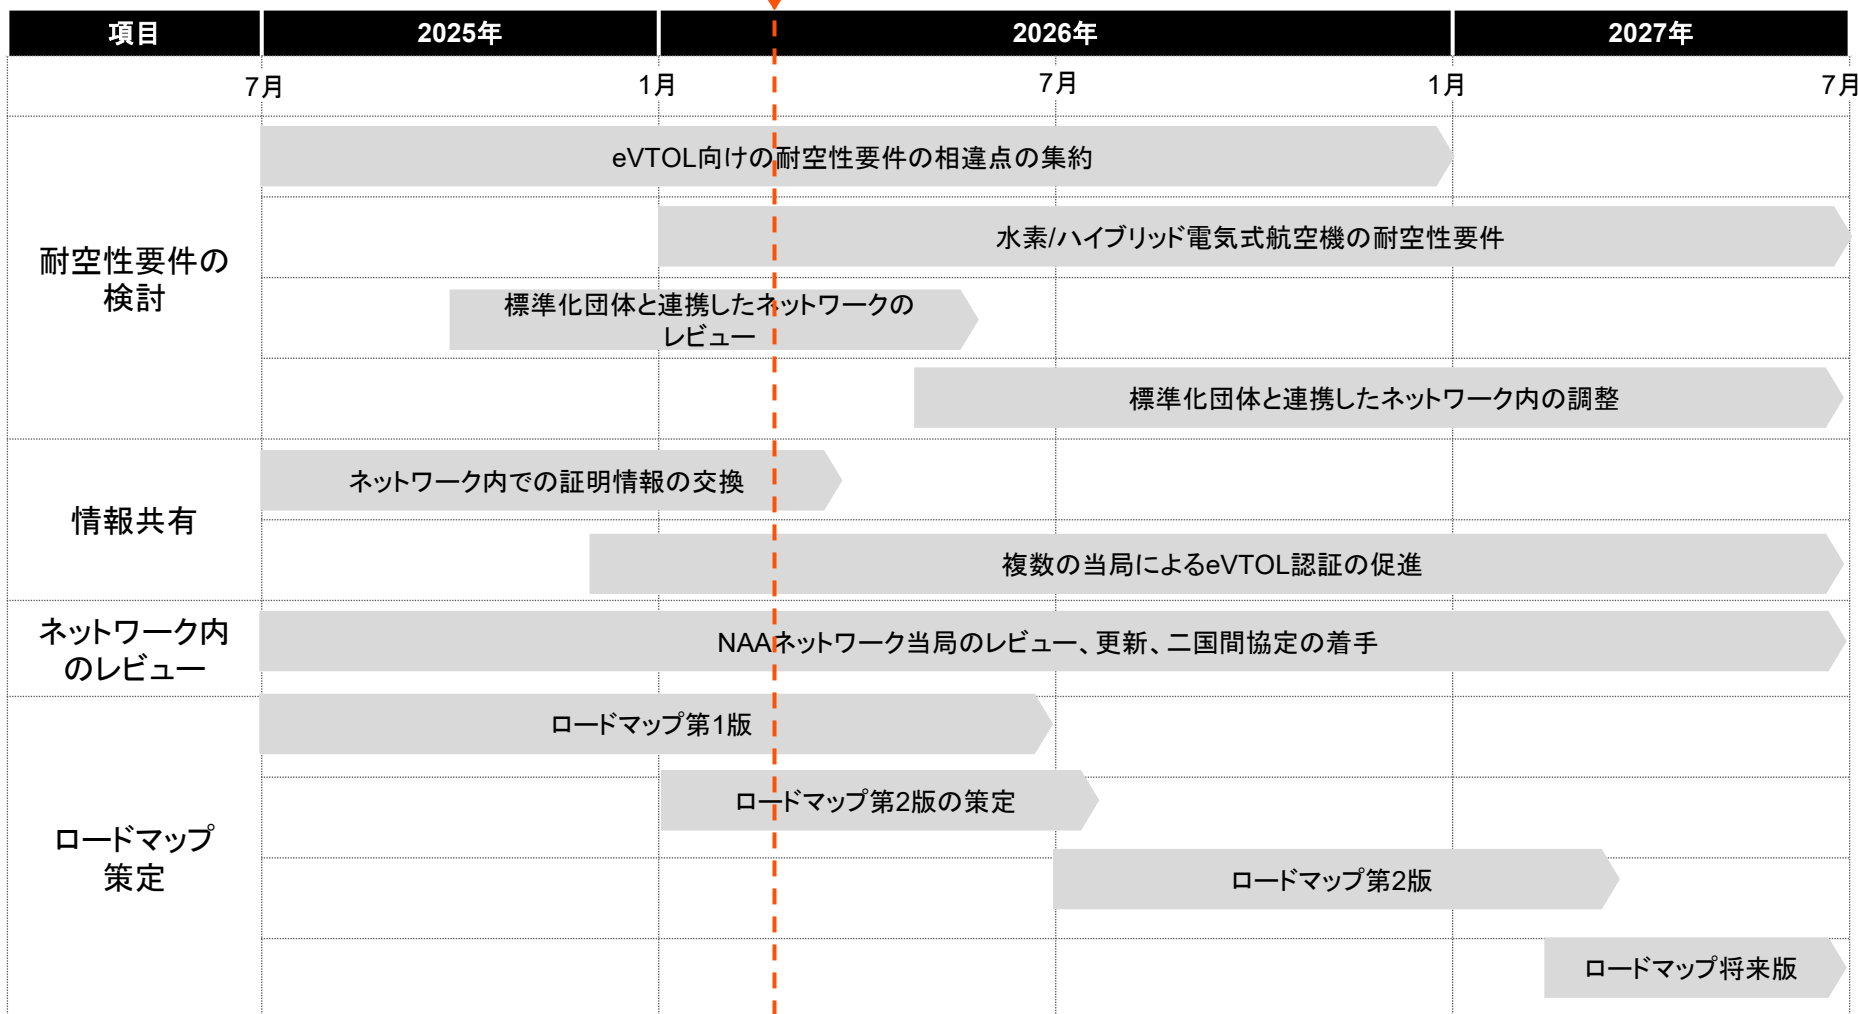 項目
2025年
2026年
2027年
7月
1月
7月
1月
7月
耐空性要件の
検討
eVTOL向けの耐空性要件の相違点の集約
水素/ハイブリッド電気式航空機の耐空性要件
標準化団体と連携したネットワークの
レビュー
標準化団体と連携したネットワーク内の調整
情報共有
ネットワーク内での証明情報の交換
複数の当局によるeVTOL認証の促進
ネットワーク内
のレビュー
NAAネットワーク当局のレビュー、更新、二国間協定の着手
ロードマップ
策定
ロードマップ第1版
ロードマップ第2版の策定
ロードマップ第2版
ロードマップ将来版